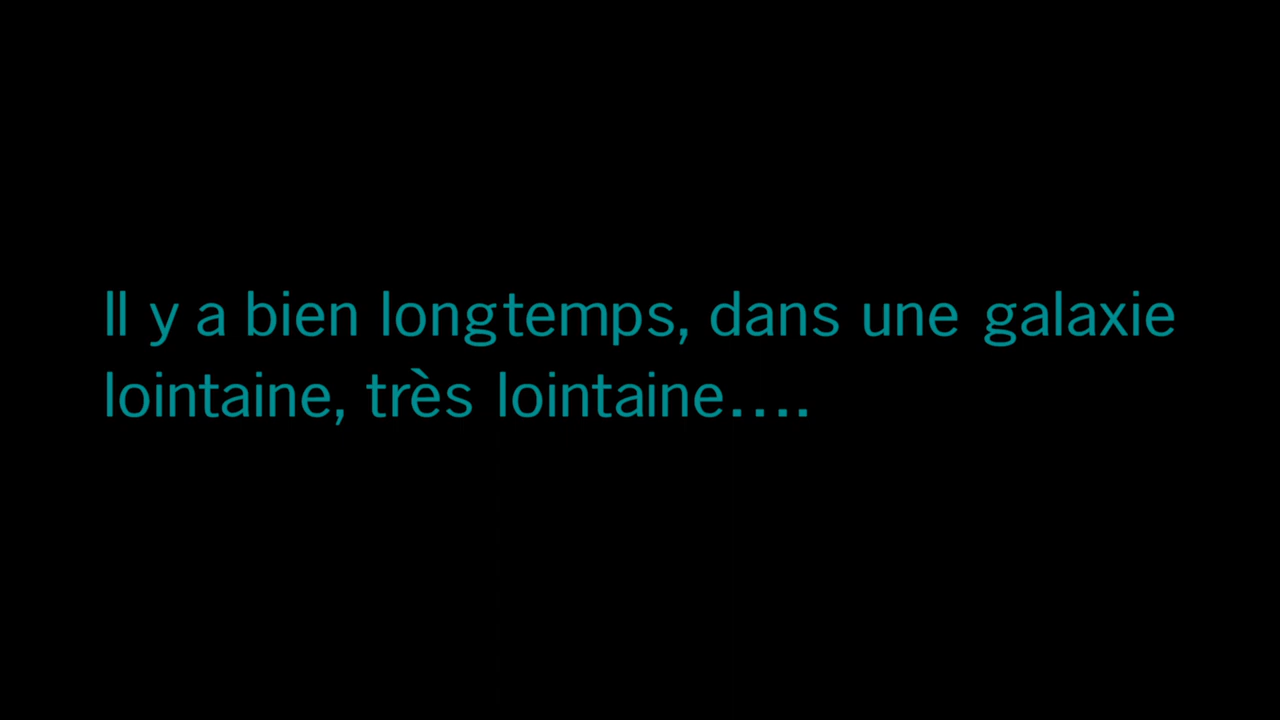 Il y a bien longtemps, dans une galaxie
lointaine, très lointaine....